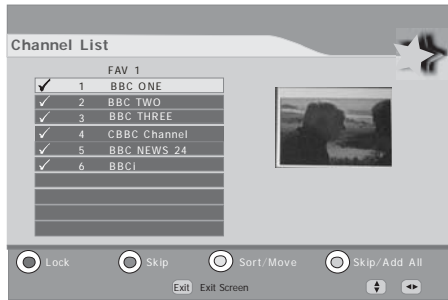 Channel List
FAV 1
1 BBC ONE
2 BBC TWO
3 BBC THREE
4 CBBC Channel
5 BBC NEWS 24
6 BBCi
Lock Skip Sort/Move Skip/Add All
Exit Exit Screen